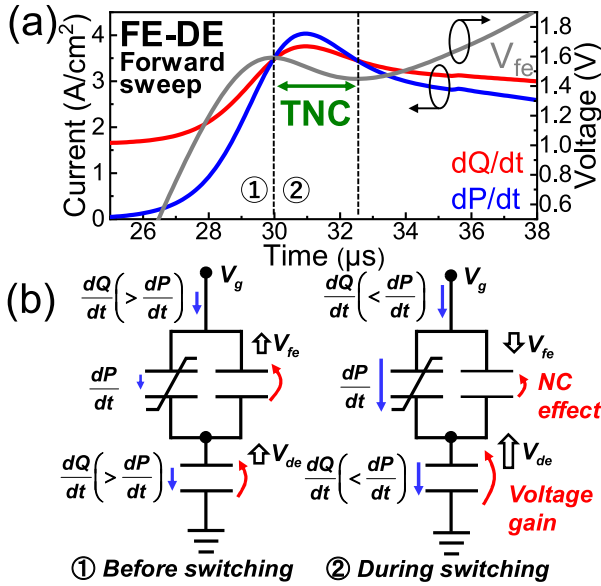 (a)
FE-DE
Forward
sweep
Current (A/cm²)
4
3
2
1
0
V_fe
TNC
① ②
dQ/dt
dP/dt
1.8
1.6
1.4
1.2
1.0
0.8
0.6
Voltage (V)
26 28 30 32 34 36 38
Time (μs)
(b)
dQ/dt (> dP/dt)
V_g
V_fe
dP/dt
dQ/dt (> dP/dt)
V_de
① Before switching
dQ/dt (< dP/dt)
V_g
V_fe
dP/dt
NC
effect
dQ/dt (< dP/dt)
V_de
Voltage
gain
② During switching